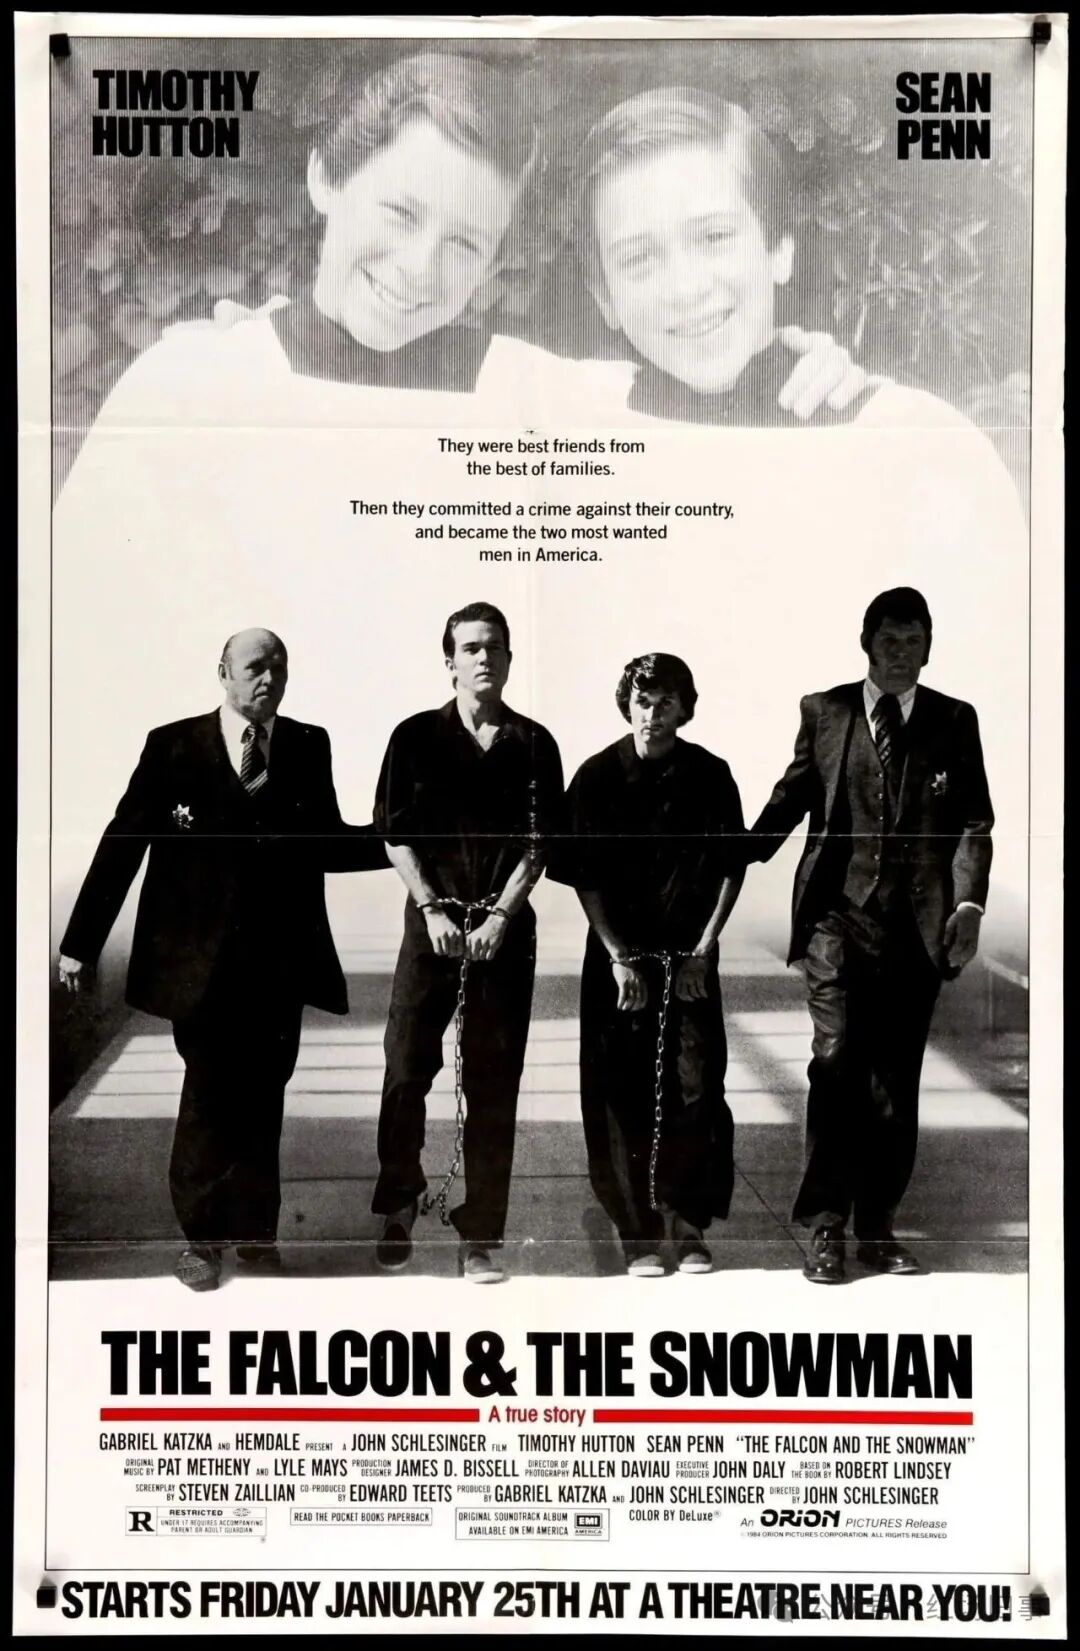 TIMOTHY
HUTTON
SEAN
PENN
They were best friends from
the best of families.
Then they committed a crime against their country,
and became the two most wanted
men in America.
THE FALCON & THE SNOWMAN
A true story
GABRIEL KATZKA AND HEMDALE PRESENT A JOHN SCHLESINGER FILM TIMOTHY HUTTON SEAN PENN "THE FALCON AND THE SNOWMAN"
ORIGINAL MUSIC BY PAT METHENY AND LYLE MAYS PRODUCTION DESIGNER JAMES D. BISSELL DIRECTOR OF PHOTOGRAPHY ALLEN DAVIAU EXECUTIVE PRODUCER JOHN DALY BASED ON THE BOOK BY ROBERT LINDSEY
SCREENPLAY BY STEVEN ZAILLIAN CO-PRODUCED BY EDWARD TEETS PRODUCED BY GABRIEL KATZKA AND JOHN SCHLESINGER DIRECTED BY JOHN SCHLESINGER
R RESTRICTED
UNDER 17 REQUIRES ACCOMPANYING
PARENT OR ADULT GUARDIAN
READ THE POCKET BOOKS PAPERBACK
ORIGINAL SOUNDTRACK ALBUM
AVAILABLE ON EMI AMERICA
EMI
AMERICA
COLOR BY DeLuxe®
An ORION PICTURES Release
© 1984 ORION PICTURES CORPORATION. ALL RIGHTS RESERVED
STARTS FRIDAY JANUARY 25TH AT A THEATRE NEAR YOU!